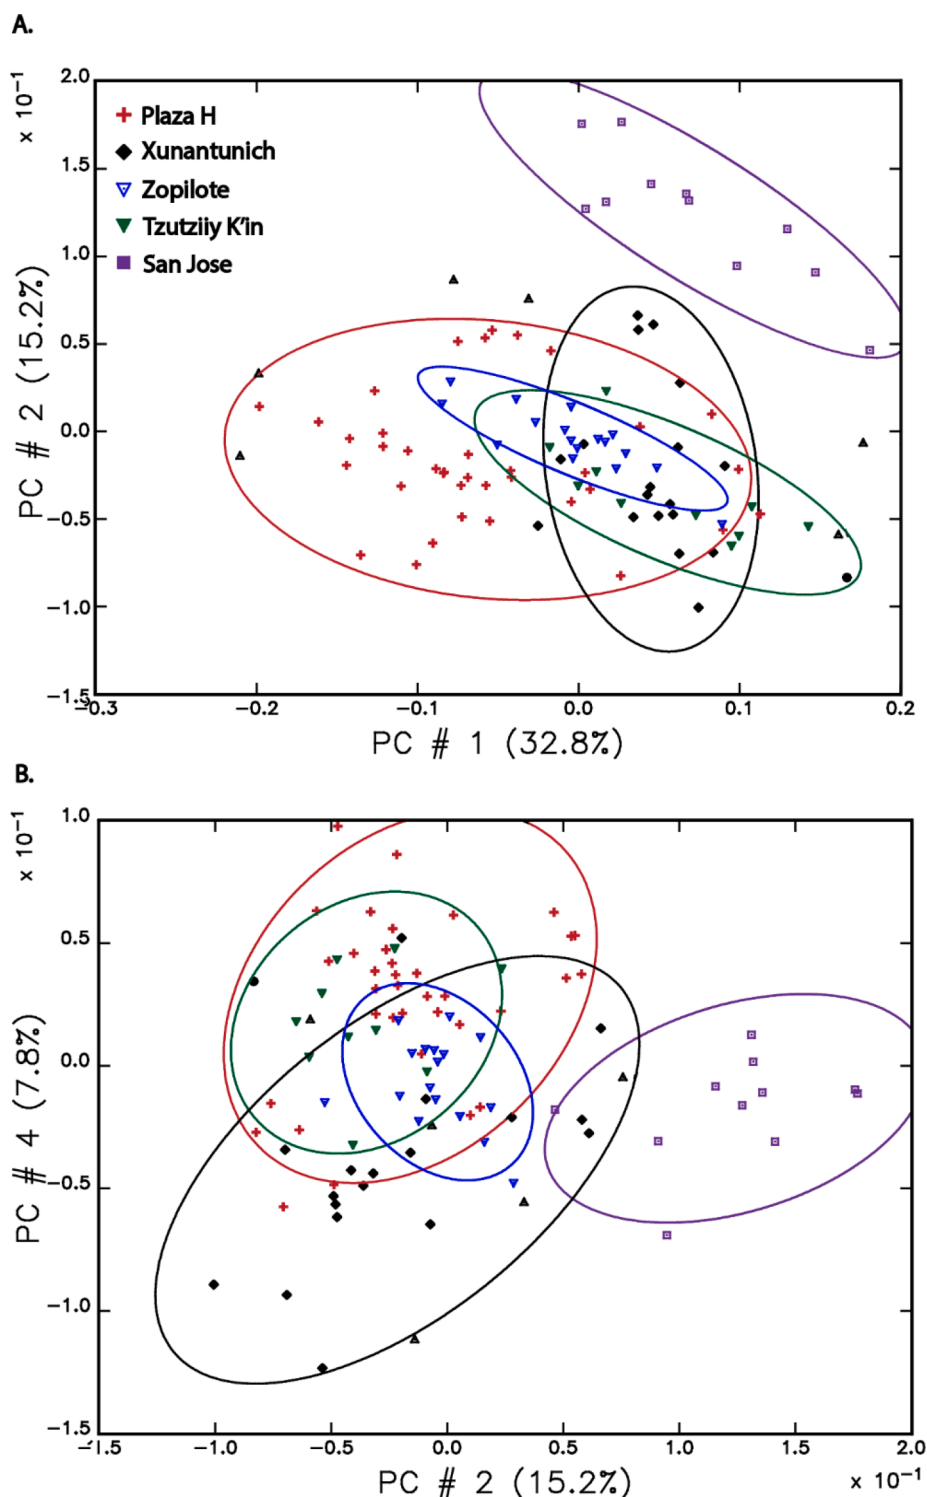 A.
x 10⁻¹
2.0
1.5
1.0
0.5
0.0
−0.5
−1.0
−1.5
PC # 2 (15.2%)
Plaza H
Xunantunich
Zopilote
Tzutziiy K'in
San Jose
−0.3
−0.2
−0.1
0.0
0.1
0.2
PC # 1 (32.8%)
B.
x 10⁻¹
1.0
0.5
0.0
−0.5
−1.0
−1.5
PC # 4 (7.8%)
−1.5
−1.0
−0.5
0.0
0.5
1.0
1.5
2.0
PC # 2 (15.2%)
x 10⁻¹